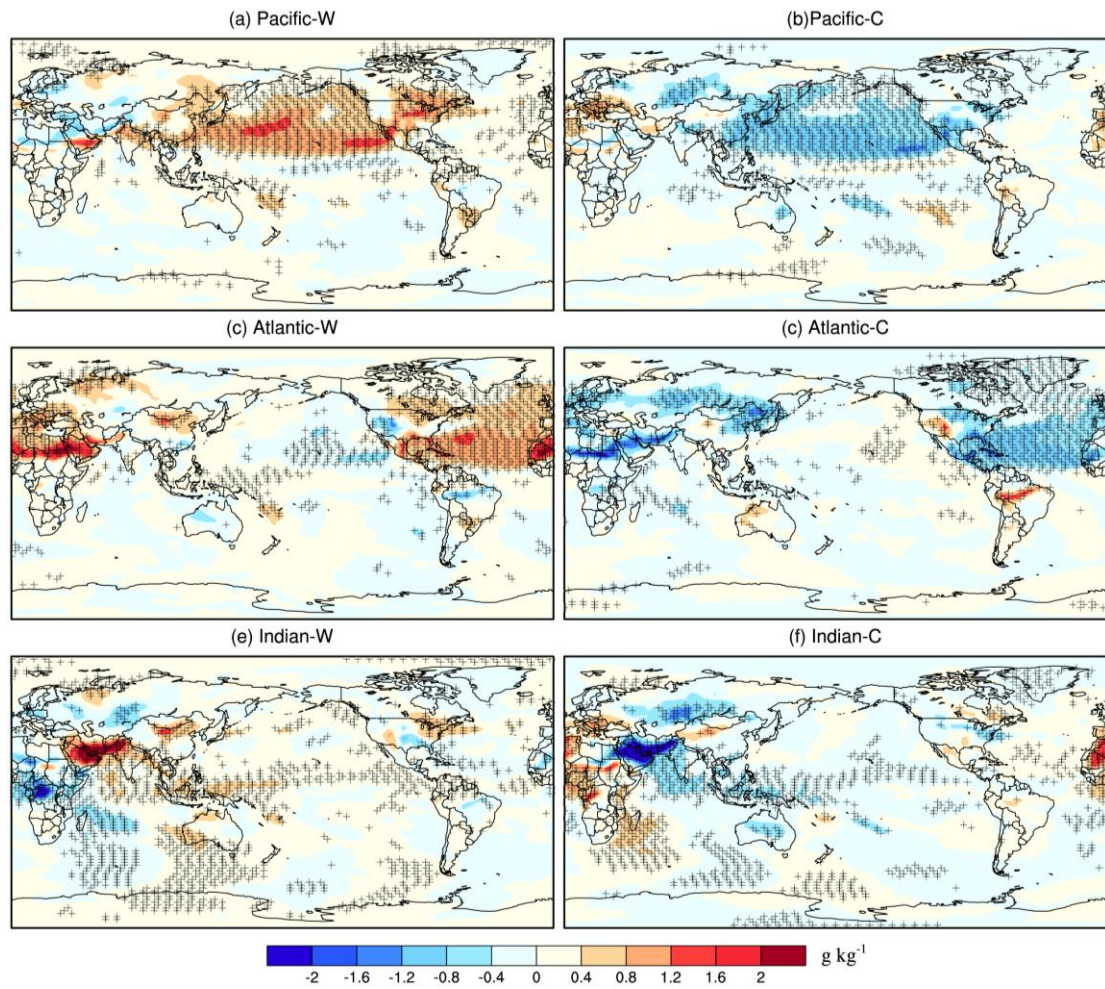 (a) Pacific-W
(b)Pacific-C
(c) Atlantic-W
(c) Atlantic-C
(e) Indian-W
(f) Indian-C
-2 -1.6 -1.2 -0.8 -0.4 0 0.4 0.8 1.2 1.6 2
g kg⁻¹